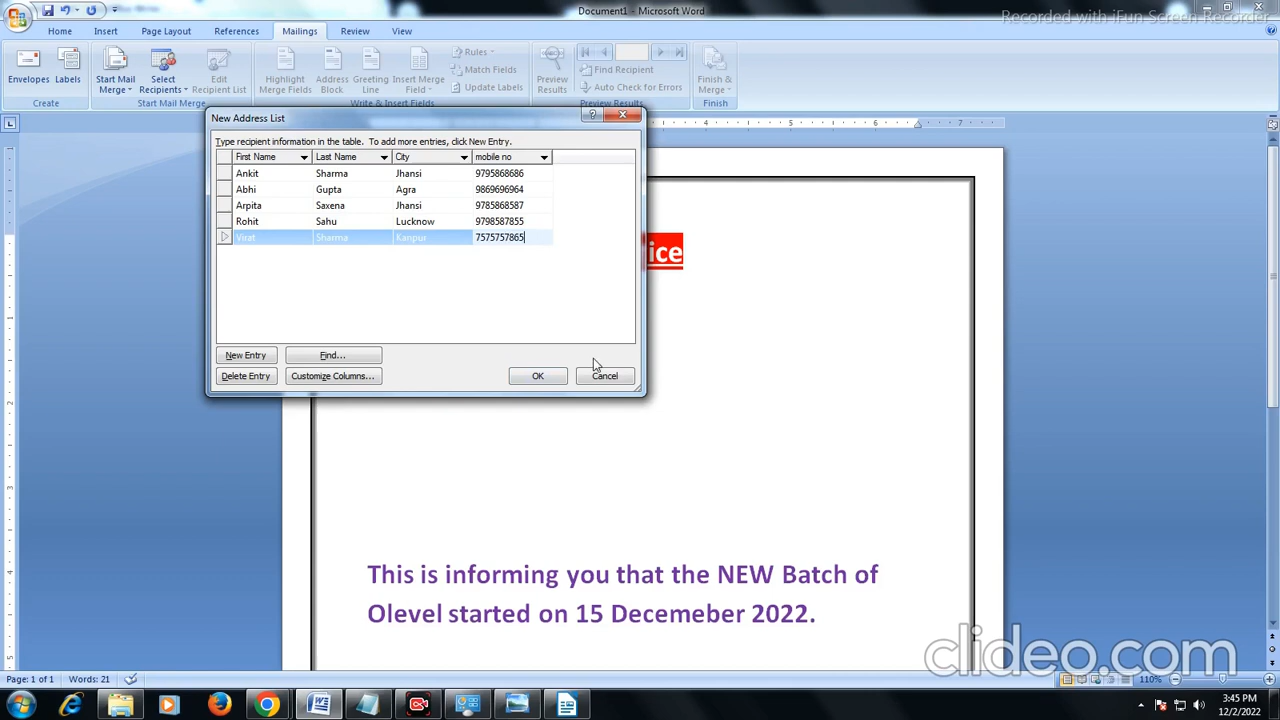 Document1 - Microsoft Word
Recorded with iFun Screen Recorder
Home Insert Page Layout References Mailings Review View
Envelopes Labels Start Mail Merge Select Recipients Edit Recipient List Highlight Merge Fields Address Block Greeting Line Insert Merge Field Rules Match Fields Update Labels Preview Results Find Recipient Auto Check for Errors Finish & Merge
Create Start Mail Merge Write & Insert Fields Preview Results Finish
New Address List
Type recipient information in the table. To add more entries, click New Entry.
First Name Last Name City mobile no
Ankit Sharma Jhansi 9795868686
Abhi Gupta Agra 9869696964
Arpita Saxena Jhansi 9785868587
Rohit Sahu Lucknow 9798587855
Virat Sharma Kanpur 7575757865
New Entry Find...
Delete Entry Customize Columns... OK Cancel
ice
This is informing you that the NEW Batch of
Olevel started on 15 Decemeber 2022.
clideo.com
Page: 1 of 1 Words: 21 110%
3:45 PM
12/2/2022